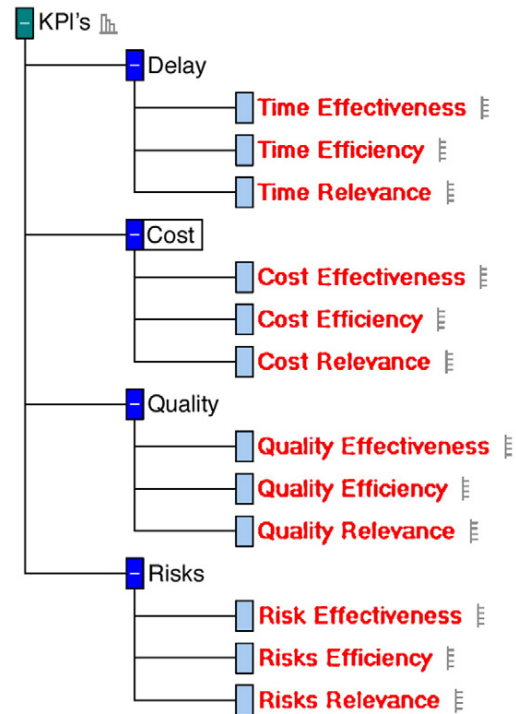 KPI's
Delay
Time Effectiveness
Time Efficiency
Time Relevance
Cost
Cost Effectiveness
Cost Efficiency
Cost Relevance
Quality
Quality Effectiveness
Quality Efficiency
Quality Relevance
Risks
Risk Effectiveness
Risks Efficiency
Risks Relevance